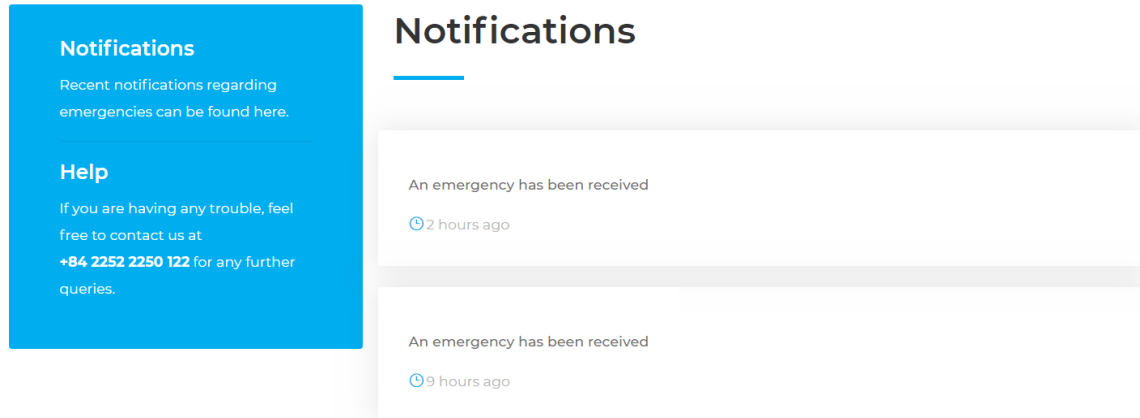 Notifications
Recent notifications regarding
emergencies can be found here.
Help
If you are having any trouble, feel
free to contact us at
+84 2252 2250 122 for any further
queries.
Notifications
An emergency has been received
2 hours ago
An emergency has been received
9 hours ago